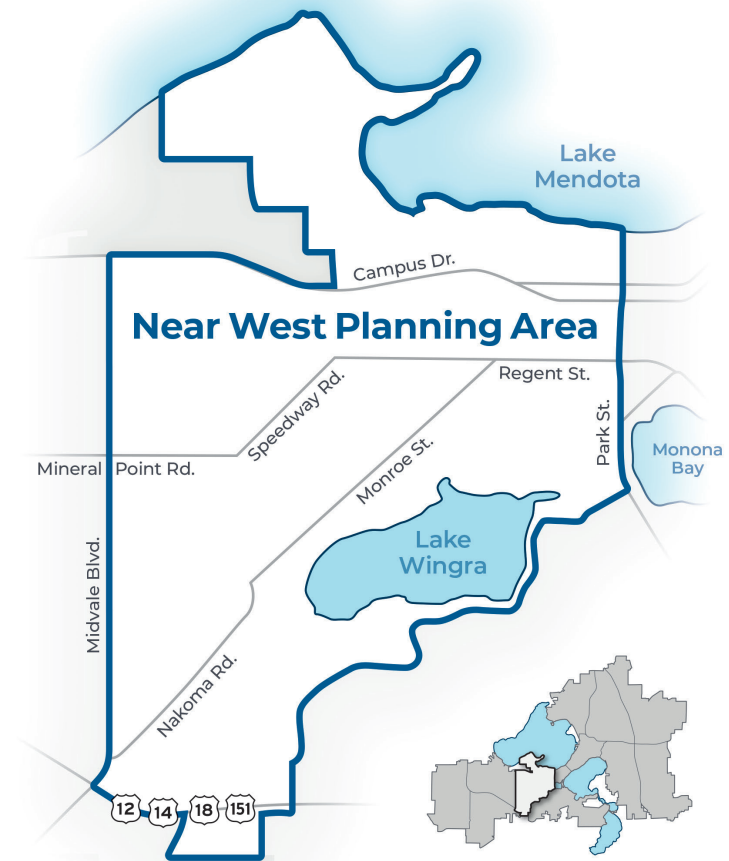 Lake
Mendota
Campus Dr.
Near West Planning Area
Regent St.
Speedway Rd.
Park St.
Monroe St.
Mineral Point Rd.
Monona
Bay
Lake
Wingra
Midvale Blvd.
Nakoma Rd.
12 14 18 151